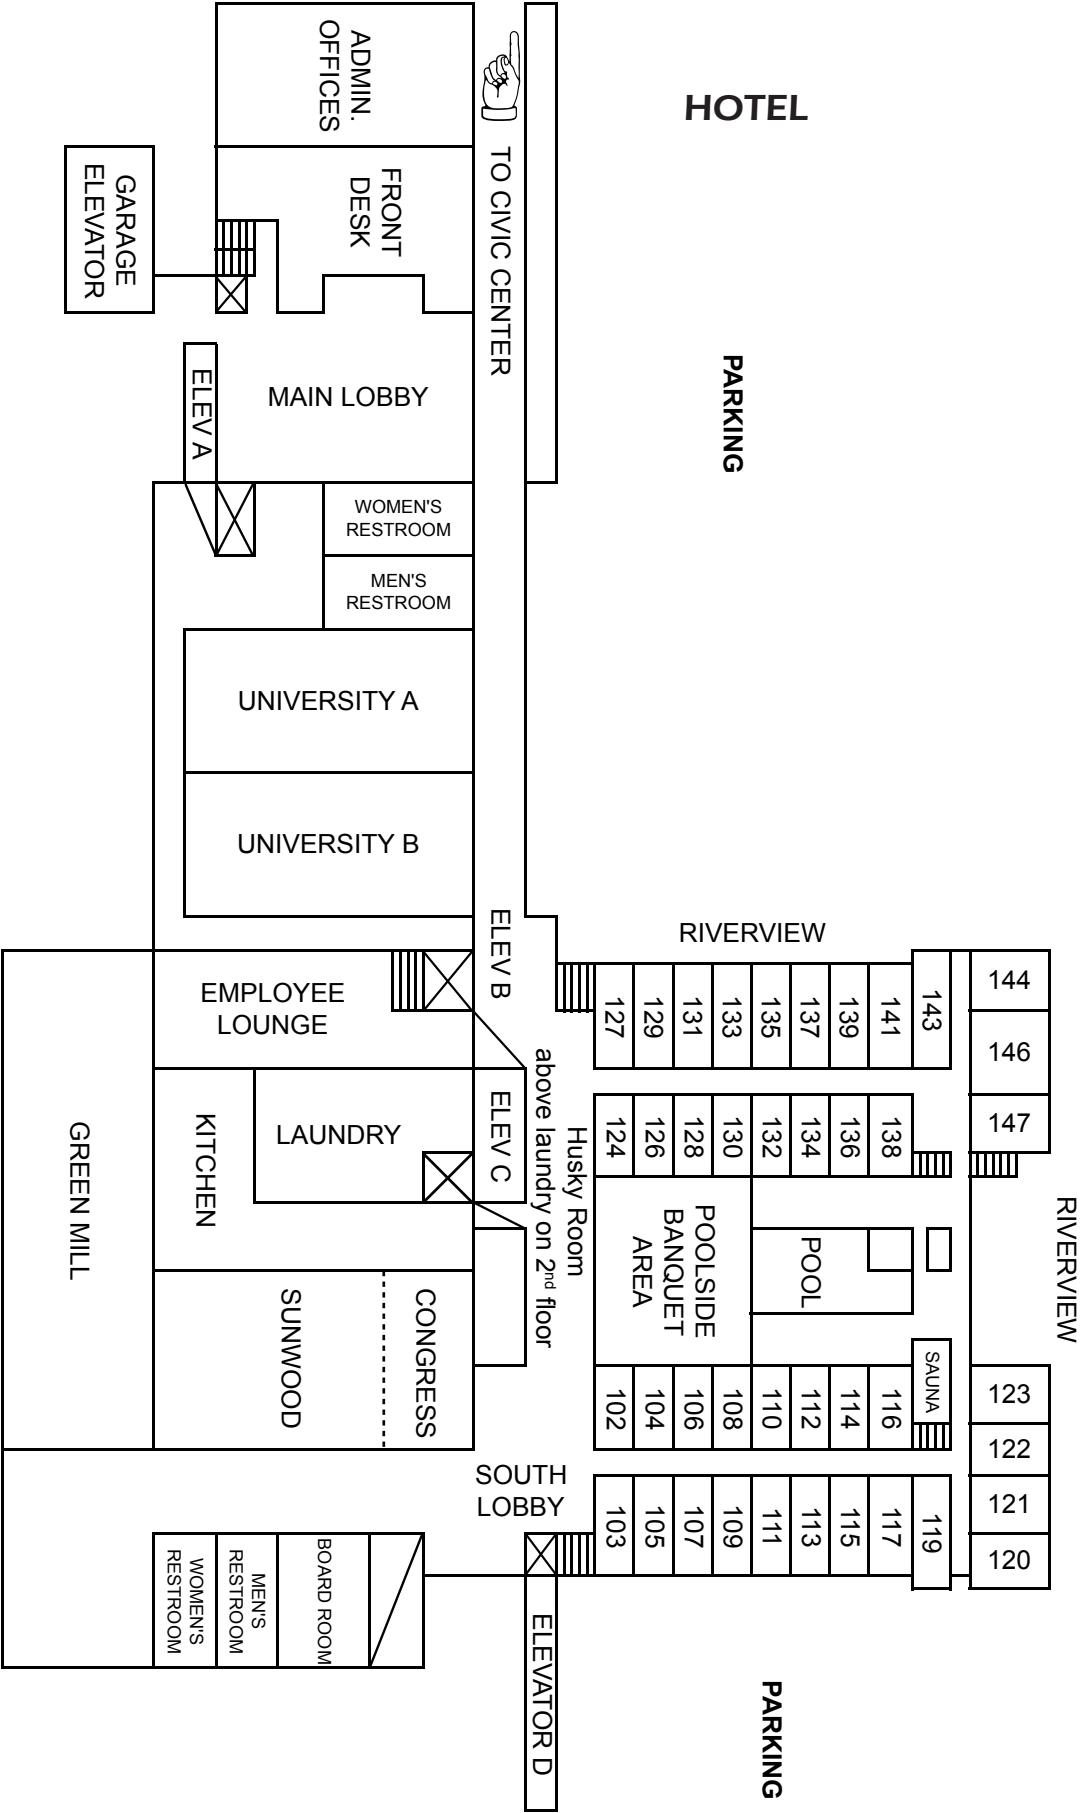 HOTEL
ADMIN.
OFFICES
TO CIVIC CENTER
FRONT
DESK
GARAGE
ELEVATOR
PARKING
MAIN LOBBY
ELEV A
WOMEN'S
RESTROOM
MEN'S
RESTROOM
UNIVERSITY A
UNIVERSITY B
ELEV B
RIVERVIEW
127
129
131
133
135
137
139
141
143
144
146
147
EMPLOYEE
LOUNGE
ELEV C
Husky Room
above laundry on 2nd floor
LAUNDRY
KITCHEN
GREEN MILL
124
126
128
130
132
134
136
138
POOLSIDE
BANQUET
AREA
POOL
RIVERVIEW
SUNWOOD
CONGRESS
102
104
106
108
110
112
114
116
SAUNA
123
122
121
120
SOUTH
LOBBY
103
105
107
109
111
113
115
117
119
WOMEN'S
RESTROOM
MEN'S
RESTROOM
BOARD ROOM
ELEVATOR D
PARKING